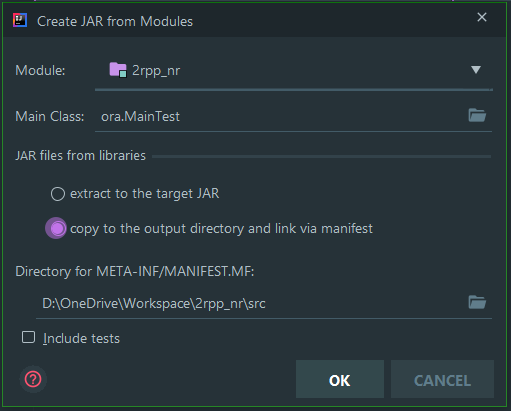 Create JAR from Modules
Module: 2rpp_nr
Main Class: ora.MainTest
JAR files from libraries
extract to the target JAR
copy to the output directory and link via manifest
Directory for META-INF/MANIFEST.MF:
D:\OneDrive\Workspace\2rpp_nr\src
Include tests
OK CANCEL